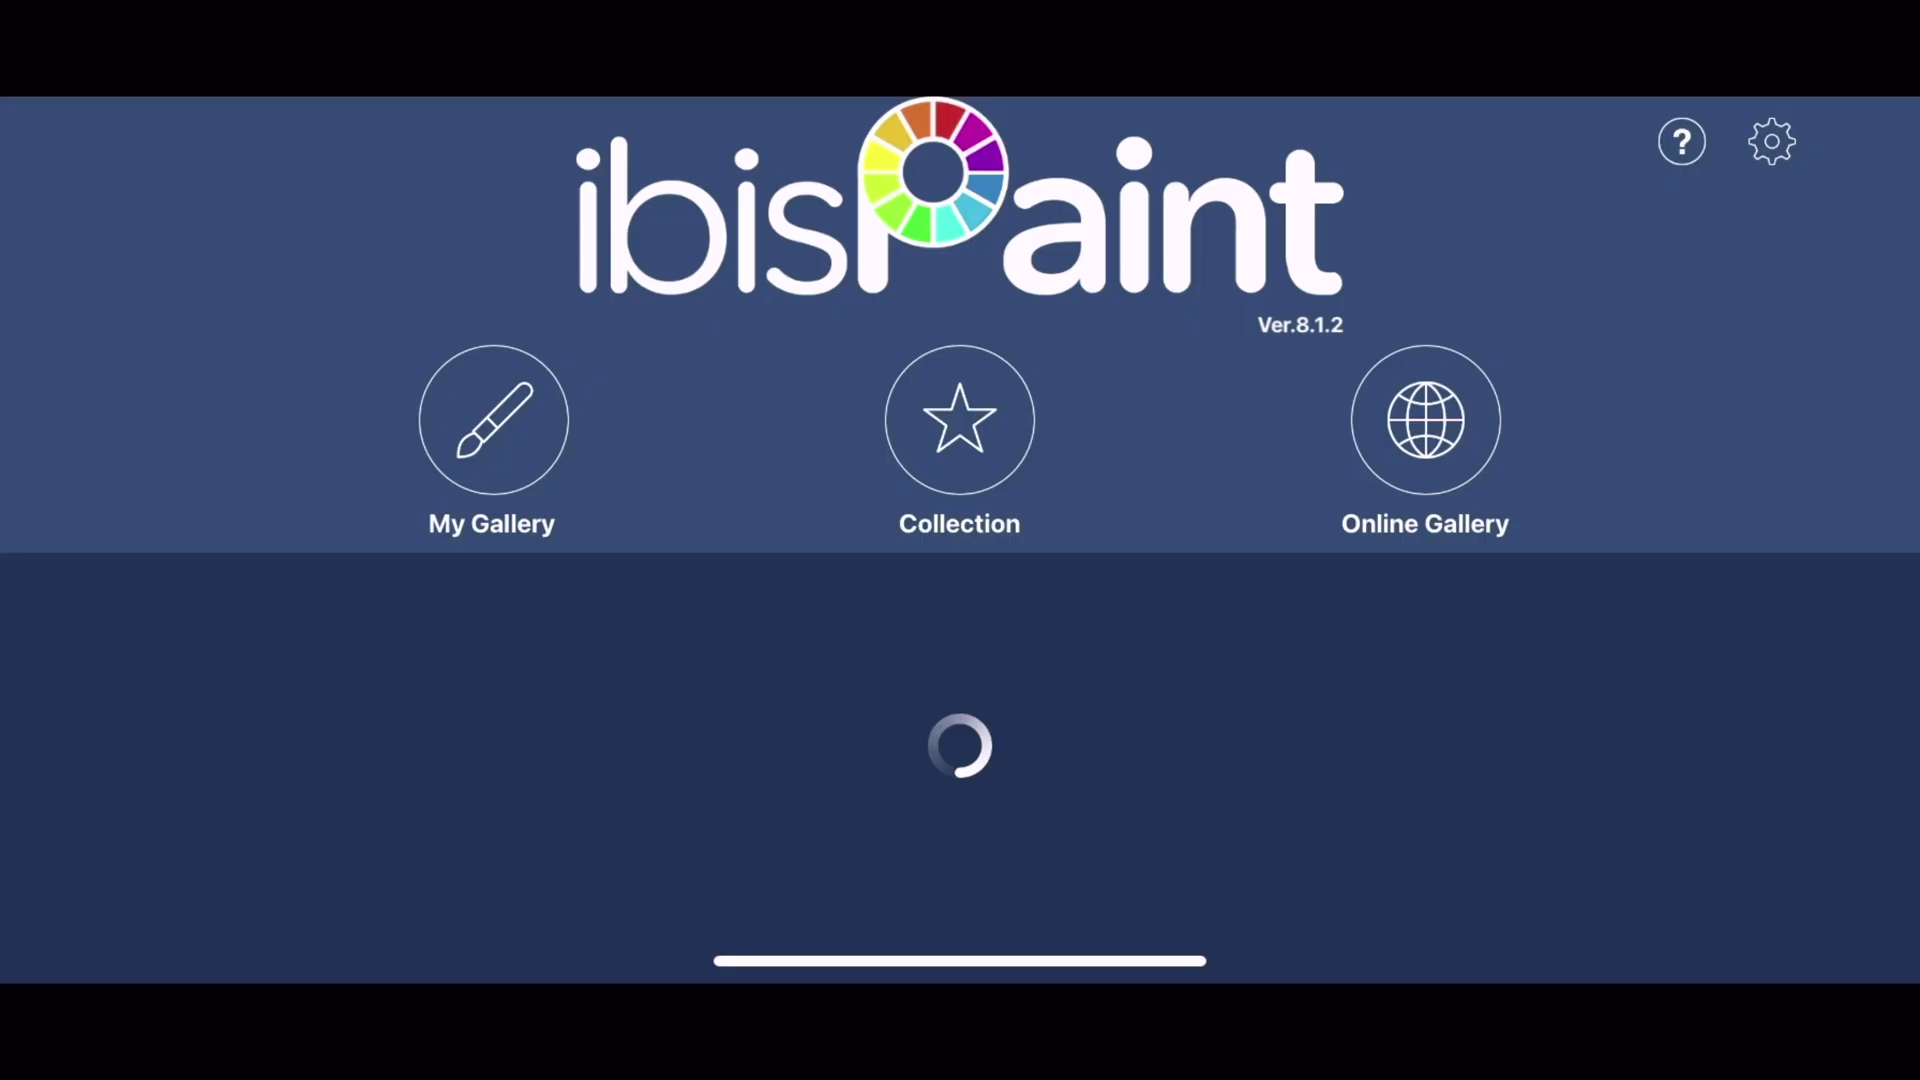 ibisPaint
?
Ver.8.1.2
My Gallery
Collection
Online Gallery